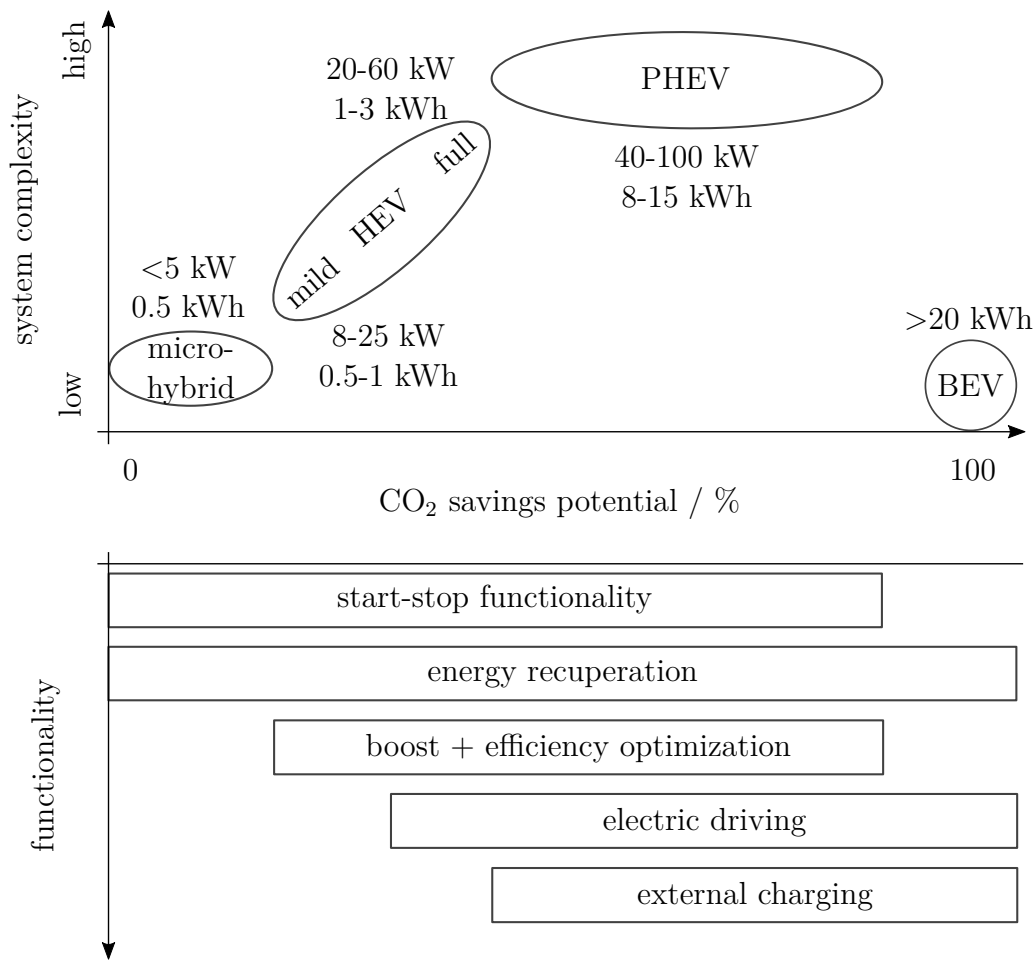 high
system complexity
low
20-60 kW
1-3 kWh
PHEV
40-100 kW
8-15 kWh
full
HEV
mild
<5 kW
0.5 kWh
micro-
hybrid
8-25 kW
0.5-1 kWh
>20 kWh
BEV
0
100
CO₂ savings potential / %
functionality
start-stop functionality
energy recuperation
boost + efficiency optimization
electric driving
external charging